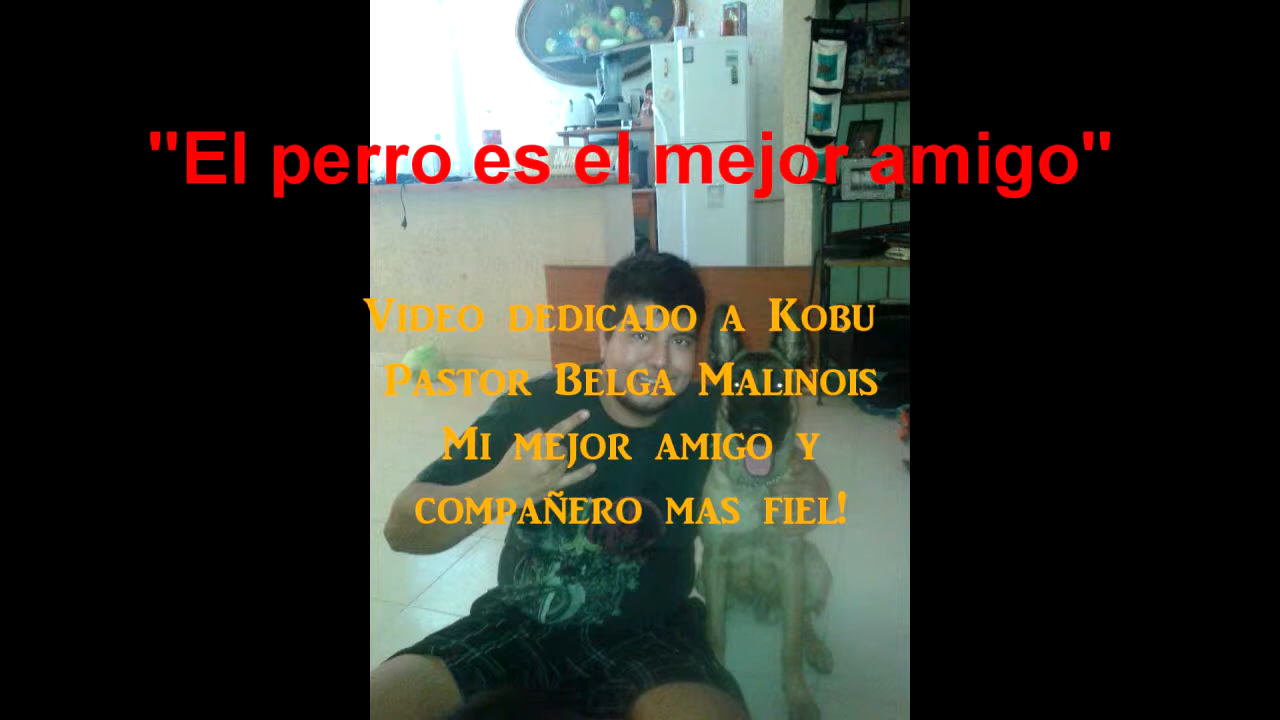 "El perro es el mejor amigo"
Video dedicado a Kobu
Pastor Belga Malinois
Mi mejor amigo y
compañero mas fiel!